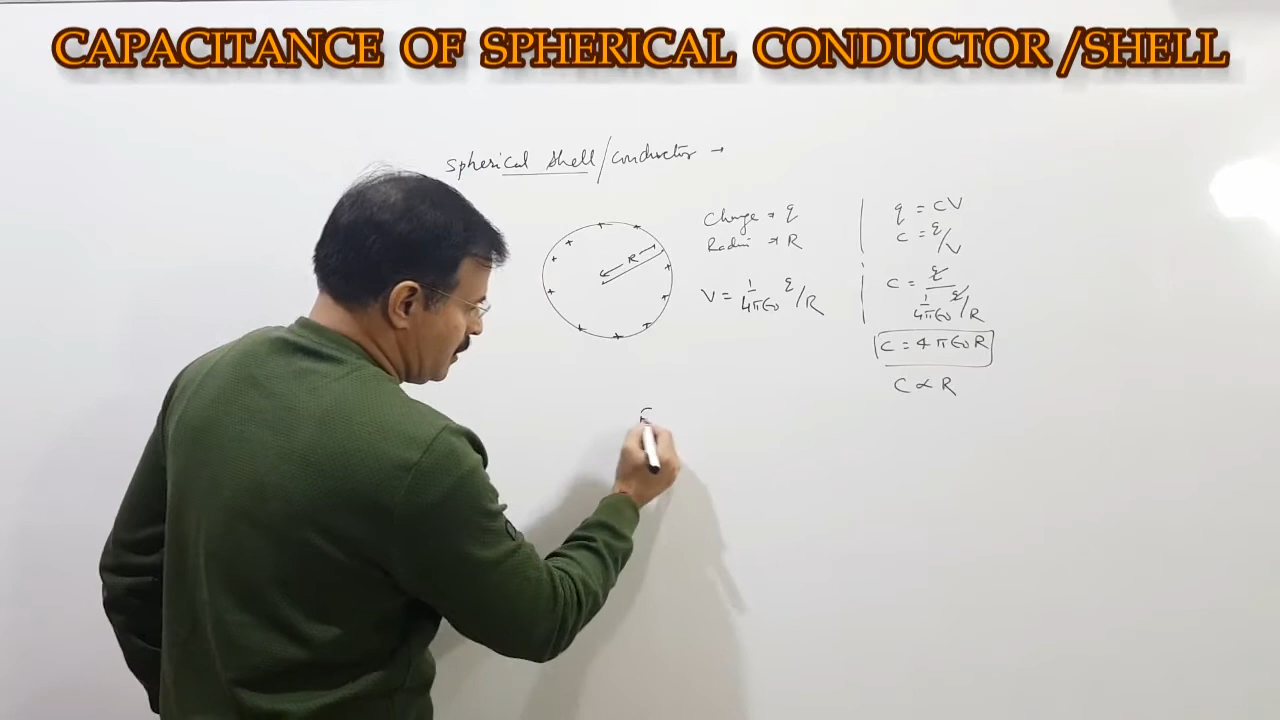 CAPACITANCE OF SPHERICAL CONDUCTOR /SHELL
Spherical shell/conductor →
R
Charge → q
Radius → R
V = 1/4πε0 q/R
q = CV
C = q/V
C = q / 1/4πε0 q/R
C = 4πε0R
C ∝ R